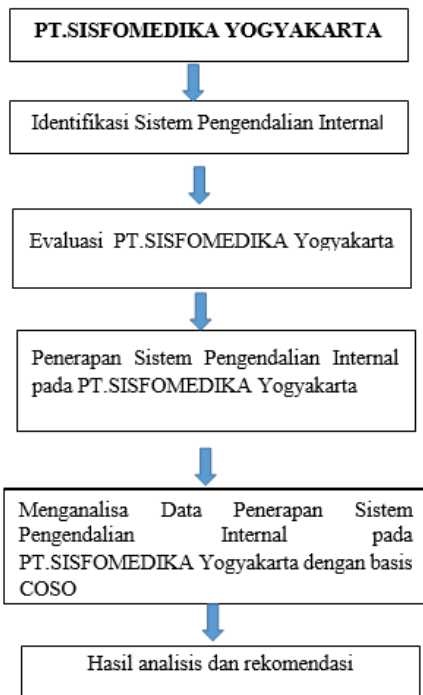 PT.SISFOMEDIKA YOGYAKARTA
Identifikasi Sistem Pengendalian Internal
Evaluasi PT.SISFOMEDIKA Yogyakarta
Penerapan Sistem Pengendalian Internal
pada PT.SISFOMEDIKA Yogyakarta
Menganalisa Data Penerapan Sistem
Pengendalian Internal pada
PT.SISFOMEDIKA Yogyakarta dengan basis
COSO
Hasil analisis dan rekomendasi